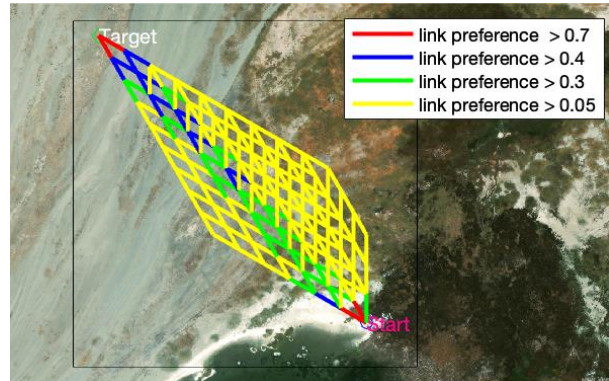 Target
link preference > 0.7
link preference > 0.4
link preference > 0.3
link preference > 0.05
Start